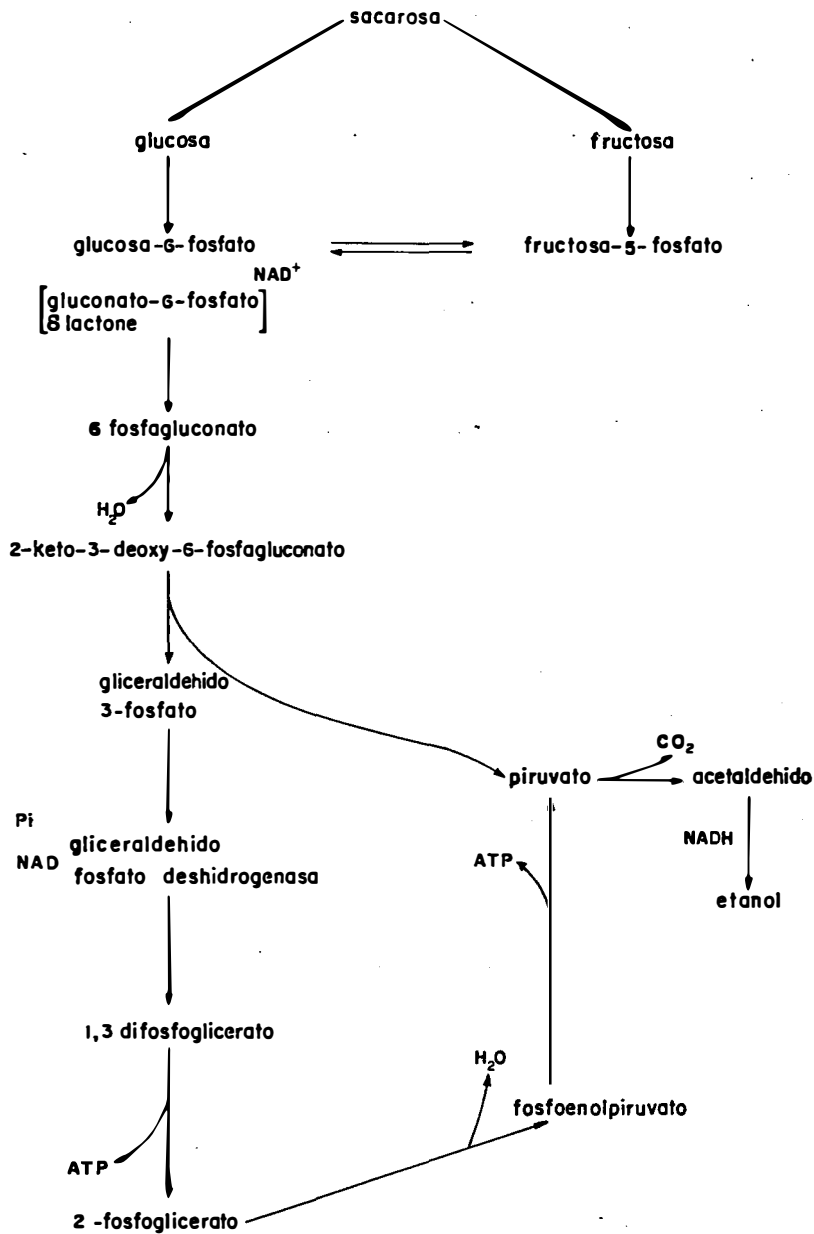 sacarosa
glucosa
fructosa
glucosa-6-fosfato
fructosa-5-fosfato
NAD+
[gluconato-6-fosfato
δ lactone]
6 fosfagluconato
H2O
2-keto-3-deoxy-6-fosfagluconato
gliceraldehido
3-fosfato
CO2
piruvato
acetaldehido
Pi
NAD
gliceraldehido
fosfato deshidrogenasa
ATP
NADH
etanol
1,3 difosfoglicerato
H2O
fosfoenolpiruvato
ATP
2-fosfoglicerato